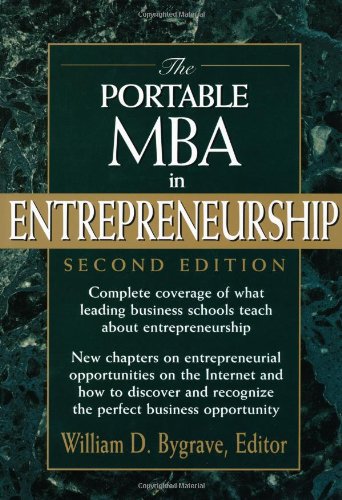 The
PORTABLE
MBA
in
ENTREPRENEURSHIP
SECOND EDITION
Complete coverage of what
leading business schools teach
about entrepreneurship
New chapters on entrepreneurial
opportunities on the Internet and
how to discover and recognize
the perfect business opportunity
William D. Bygrave, Editor